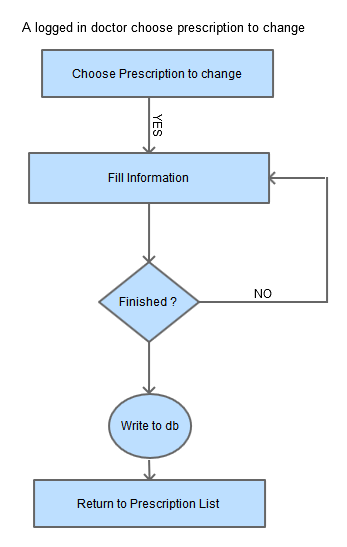 A logged in doctor choose prescription to change
Choose Prescription to change
YES
Fill Information
Finished ?
NO
Write to db
Return to Prescription List